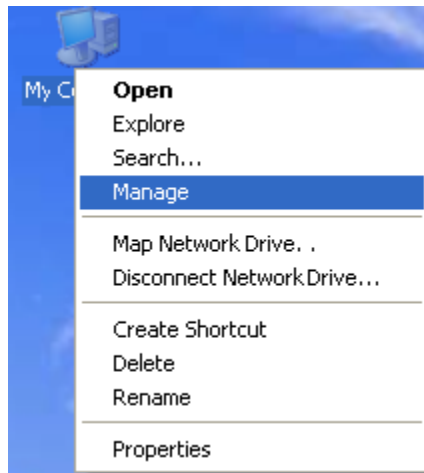 My C
Open
Explore
Search...
Manage
Map Network Drive. .
Disconnect Network Drive...
Create Shortcut
Delete
Rename
Properties